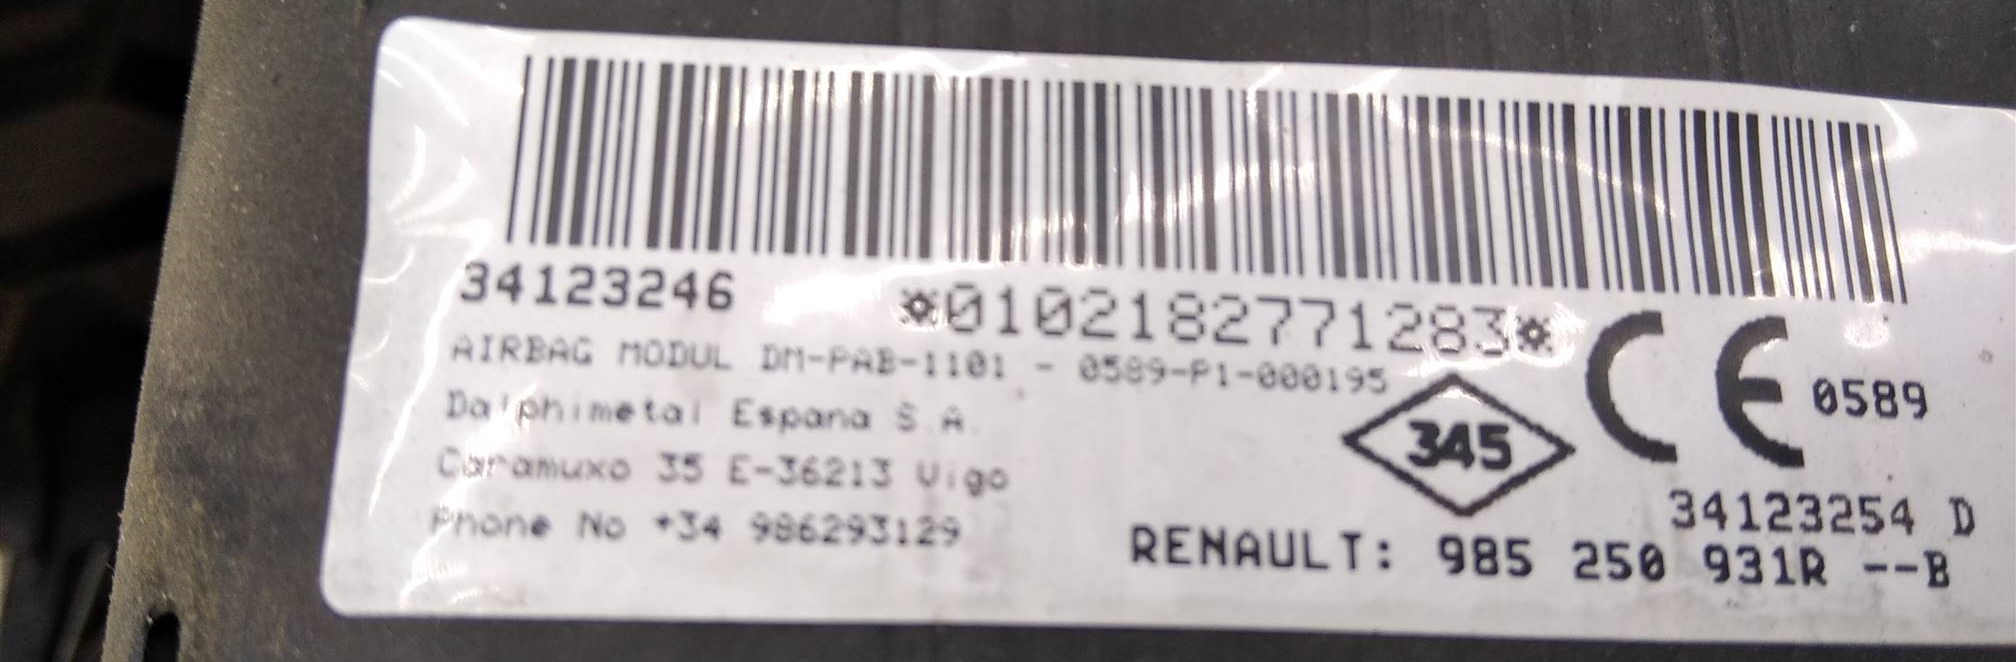 34123246 *0102182771283*
AIRBAG MODUL DM-PAB-1101 - 0589-P1-000195
Dalphimetal Espana S.A.
Caramuxo 35 E-36213 Vigo
Phone No +34 986293129
345
CE 0589
34123254 D
RENAULT: 985 250 931R --B